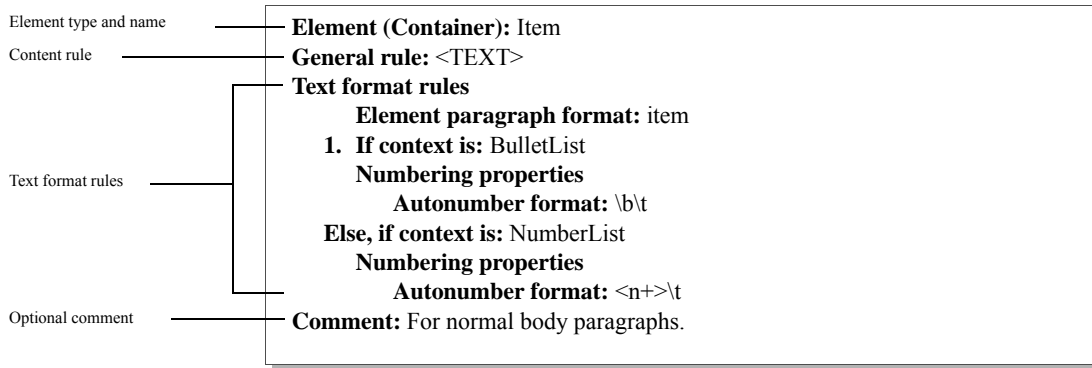 Element type and name
Element (Container): Item
Content rule
General rule: <TEXT>
Text format rules
Element paragraph format: item
1. If context is: BulletList
Numbering properties
Text format rules
Autonumber format: \b\t
Else, if context is: NumberList
Numbering properties
Autonumber format: <n+>\t
Optional comment
Comment: For normal body paragraphs.